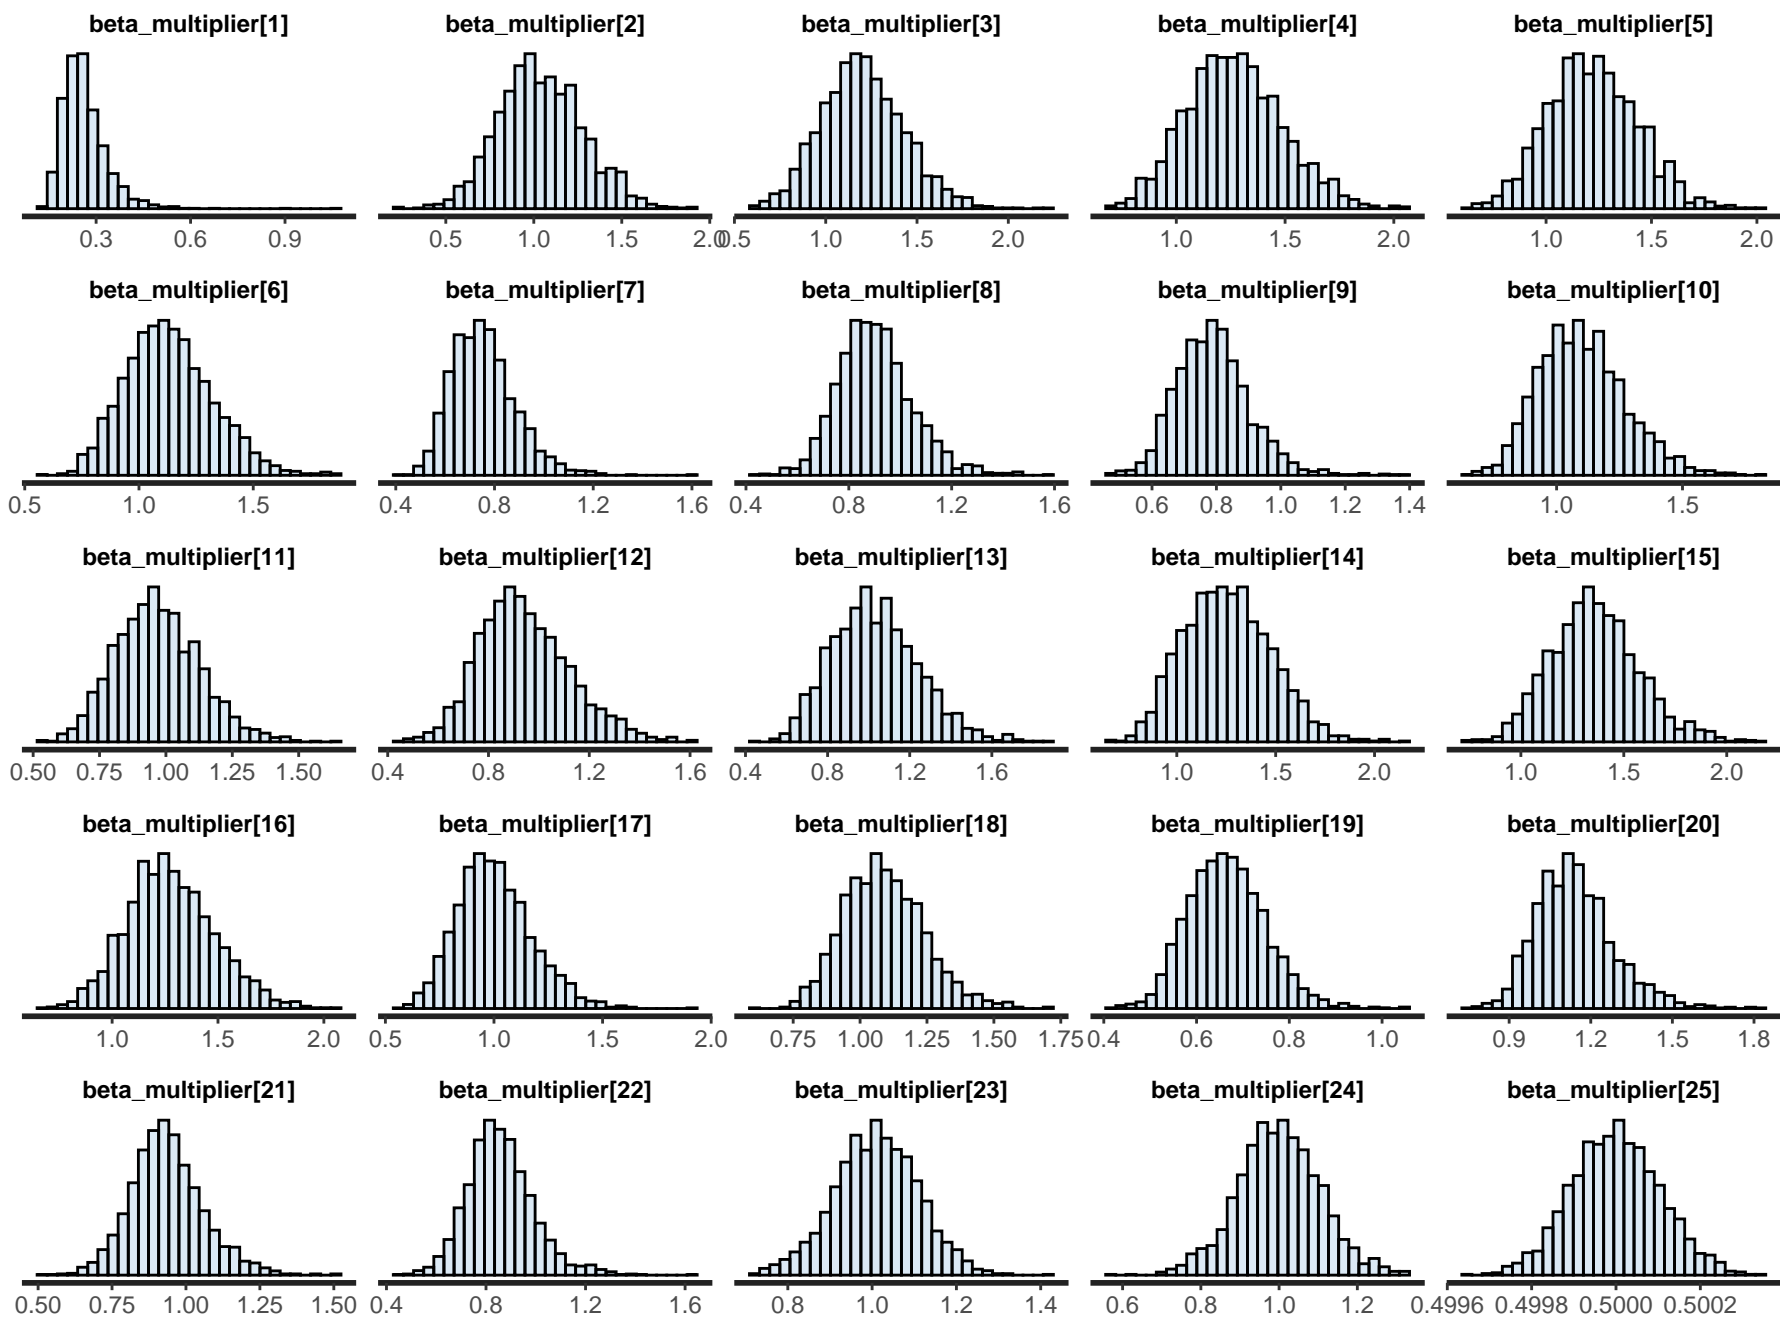 beta_multiplier[1] beta_multiplier[2] beta_multiplier[3] beta_multiplier[4] beta_multiplier[5]
0.3 0.6 0.9 0.5 1.0 1.5 2.0 0.5 1.0 1.5 2.0 1.0 1.5 2.0 1.0 1.5 2.0
beta_multiplier[6] beta_multiplier[7] beta_multiplier[8] beta_multiplier[9] beta_multiplier[10]
0.5 1.0 1.5 0.4 0.8 1.2 1.6 0.4 0.8 1.2 1.6 0.6 0.8 1.0 1.2 1.4 1.0 1.5
beta_multiplier[11] beta_multiplier[12] beta_multiplier[13] beta_multiplier[14] beta_multiplier[15]
0.50 0.75 1.00 1.25 1.50 0.4 0.8 1.2 1.6 0.4 0.8 1.2 1.6 1.0 1.5 2.0 1.0 1.5 2.0
beta_multiplier[16] beta_multiplier[17] beta_multiplier[18] beta_multiplier[19] beta_multiplier[20]
1.0 1.5 2.0 0.5 1.0 1.5 2.0 0.75 1.00 1.25 1.50 1.75 0.4 0.6 0.8 1.0 0.9 1.2 1.5 1.8
beta_multiplier[21] beta_multiplier[22] beta_multiplier[23] beta_multiplier[24] beta_multiplier[25]
0.50 0.75 1.00 1.25 1.50 0.4 0.8 1.2 1.6 0.8 1.0 1.2 1.4 0.6 0.8 1.0 1.2 0.4996 0.4998 0.5000 0.5002